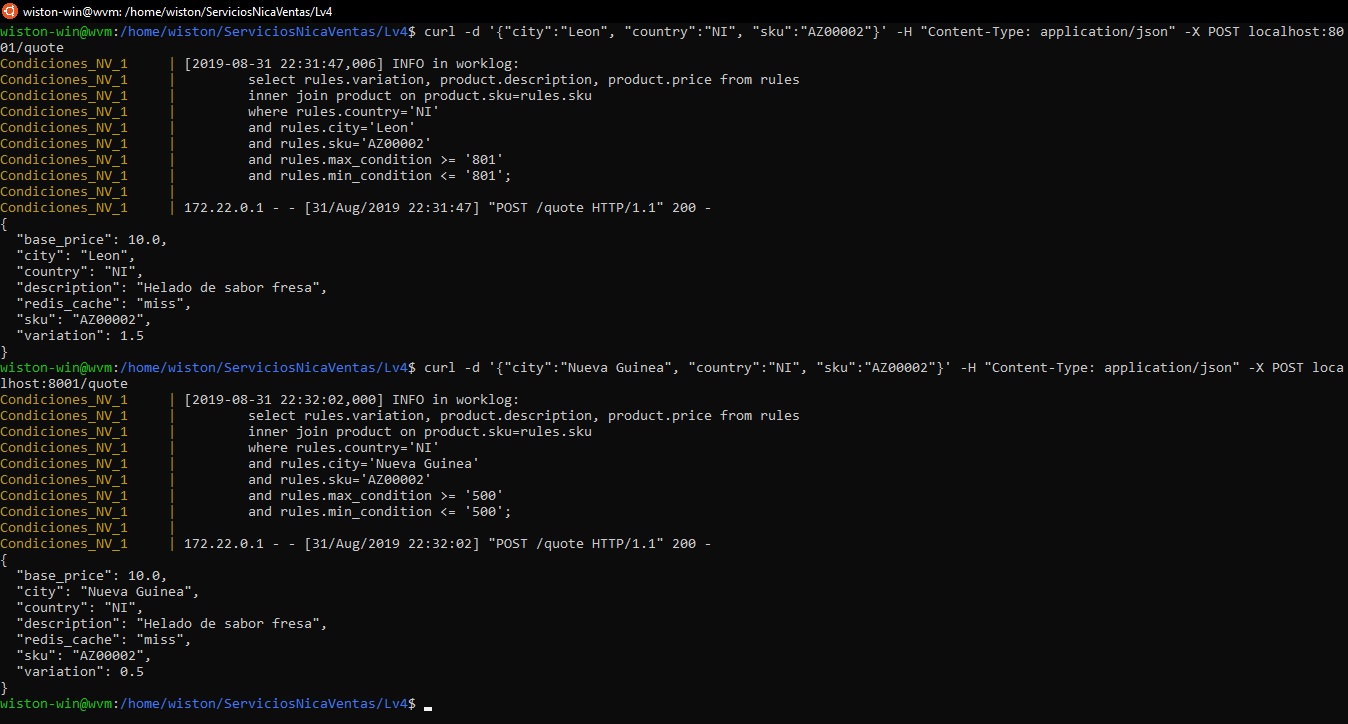 wiston-win@wvm: /home/wiston/ServiciosNicaVentas/Lv4
wiston-win@wvm:/home/wiston/ServiciosNicaVentas/Lv4$ curl -d '{"city":"Leon", "country":"NI", "sku":"AZ00002"}' -H "Content-Type: application/json" -X POST localhost:80
01/quote
Condiciones_NV_1     | [2019-08-31 22:31:47,006] INFO in worklog:
Condiciones_NV_1     |         select rules.variation, product.description, product.price from rules
Condiciones_NV_1     |         inner join product on product.sku=rules.sku
Condiciones_NV_1     |         where rules.country='NI'
Condiciones_NV_1     |         and rules.city='Leon'
Condiciones_NV_1     |         and rules.sku='AZ00002'
Condiciones_NV_1     |         and rules.max_condition >= '801'
Condiciones_NV_1     |         and rules.min_condition <= '801';
Condiciones_NV_1     |
Condiciones_NV_1     | 172.22.0.1 - - [31/Aug/2019 22:31:47] "POST /quote HTTP/1.1" 200 -
{
  "base_price": 10.0,
  "city": "Leon",
  "country": "NI",
  "description": "Helado de sabor fresa",
  "redis_cache": "miss",
  "sku": "AZ00002",
  "variation": 1.5
}
wiston-win@wvm:/home/wiston/ServiciosNicaVentas/Lv4$ curl -d '{"city":"Nueva Guinea", "country":"NI", "sku":"AZ00002"}' -H "Content-Type: application/json" -X POST loca
lhost:8001/quote
Condiciones_NV_1     | [2019-08-31 22:32:02,000] INFO in worklog:
Condiciones_NV_1     |         select rules.variation, product.description, product.price from rules
Condiciones_NV_1     |         inner join product on product.sku=rules.sku
Condiciones_NV_1     |         where rules.country='NI'
Condiciones_NV_1     |         and rules.city='Nueva Guinea'
Condiciones_NV_1     |         and rules.sku='AZ00002'
Condiciones_NV_1     |         and rules.max_condition >= '500'
Condiciones_NV_1     |         and rules.min_condition <= '500';
Condiciones_NV_1     |
Condiciones_NV_1     | 172.22.0.1 - - [31/Aug/2019 22:32:02] "POST /quote HTTP/1.1" 200 -
{
  "base_price": 10.0,
  "city": "Nueva Guinea",
  "country": "NI",
  "description": "Helado de sabor fresa",
  "redis_cache": "miss",
  "sku": "AZ00002",
  "variation": 0.5
}
wiston-win@wvm:/home/wiston/ServiciosNicaVentas/Lv4$